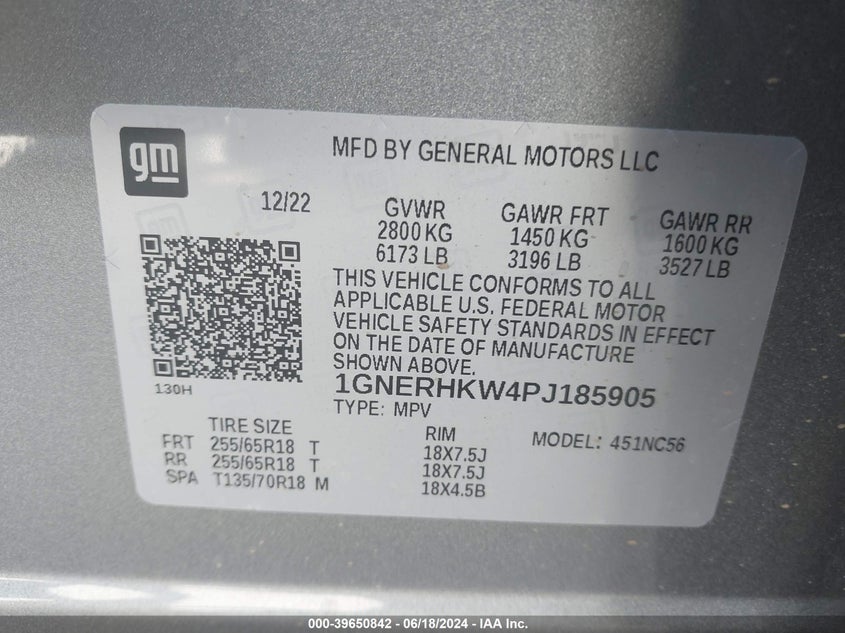 gm
MFD BY GENERAL MOTORS LLC
12/22
GVWR GAWR FRT GAWR RR
2800 KG 1450 KG 1600 KG
6173 LB 3196 LB 3527 LB
THIS VEHICLE CONFORMS TO ALL
APPLICABLE U.S. FEDERAL MOTOR
VEHICLE SAFETY STANDARDS IN EFFECT
ON THE DATE OF MANUFACTURE
SHOWN ABOVE.
130H
1GNERHKW4PJ185905
TYPE: MPV
TIRE SIZE RIM MODEL: 451NC56
FRT 255/65R18 T 18X7.5J
RR 255/65R18 T 18X7.5J
SPA T135/70R18 M 18X4.5B
000-39650842 - 06/18/2024 - IAA Inc.